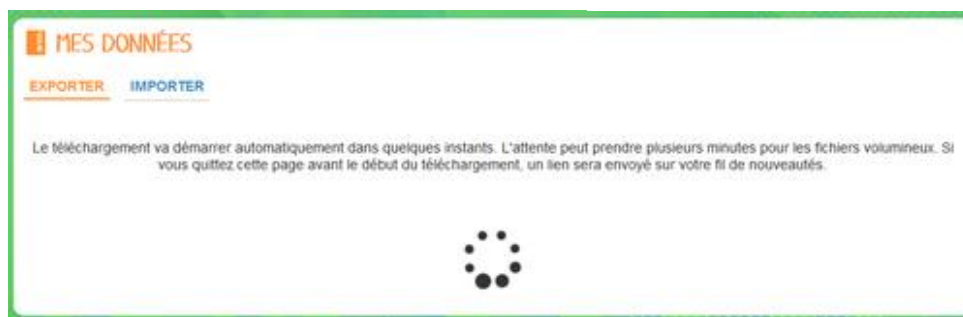 MES DONNÉES
EXPORTER IMPORTER
Le téléchargement va démarrer automatiquement dans quelques instants. L'attente peut prendre plusieurs minutes pour les fichiers volumineux. Si
vous quittez cette page avant le début du téléchargement, un lien sera envoyé sur votre fil de nouveautés.